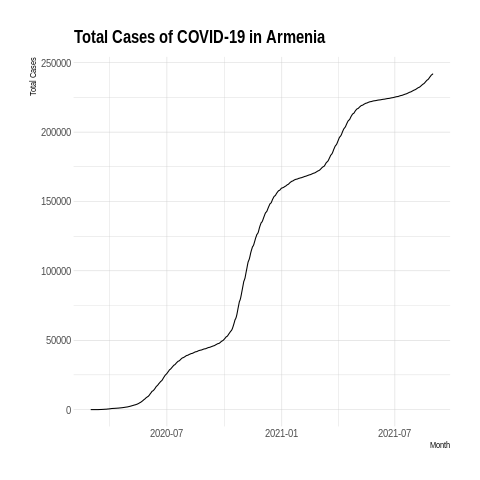 Total Cases of COVID-19 in Armenia
Total Cases
250000
200000
150000
100000
50000
0
2020-07 2021-01 2021-07
Month